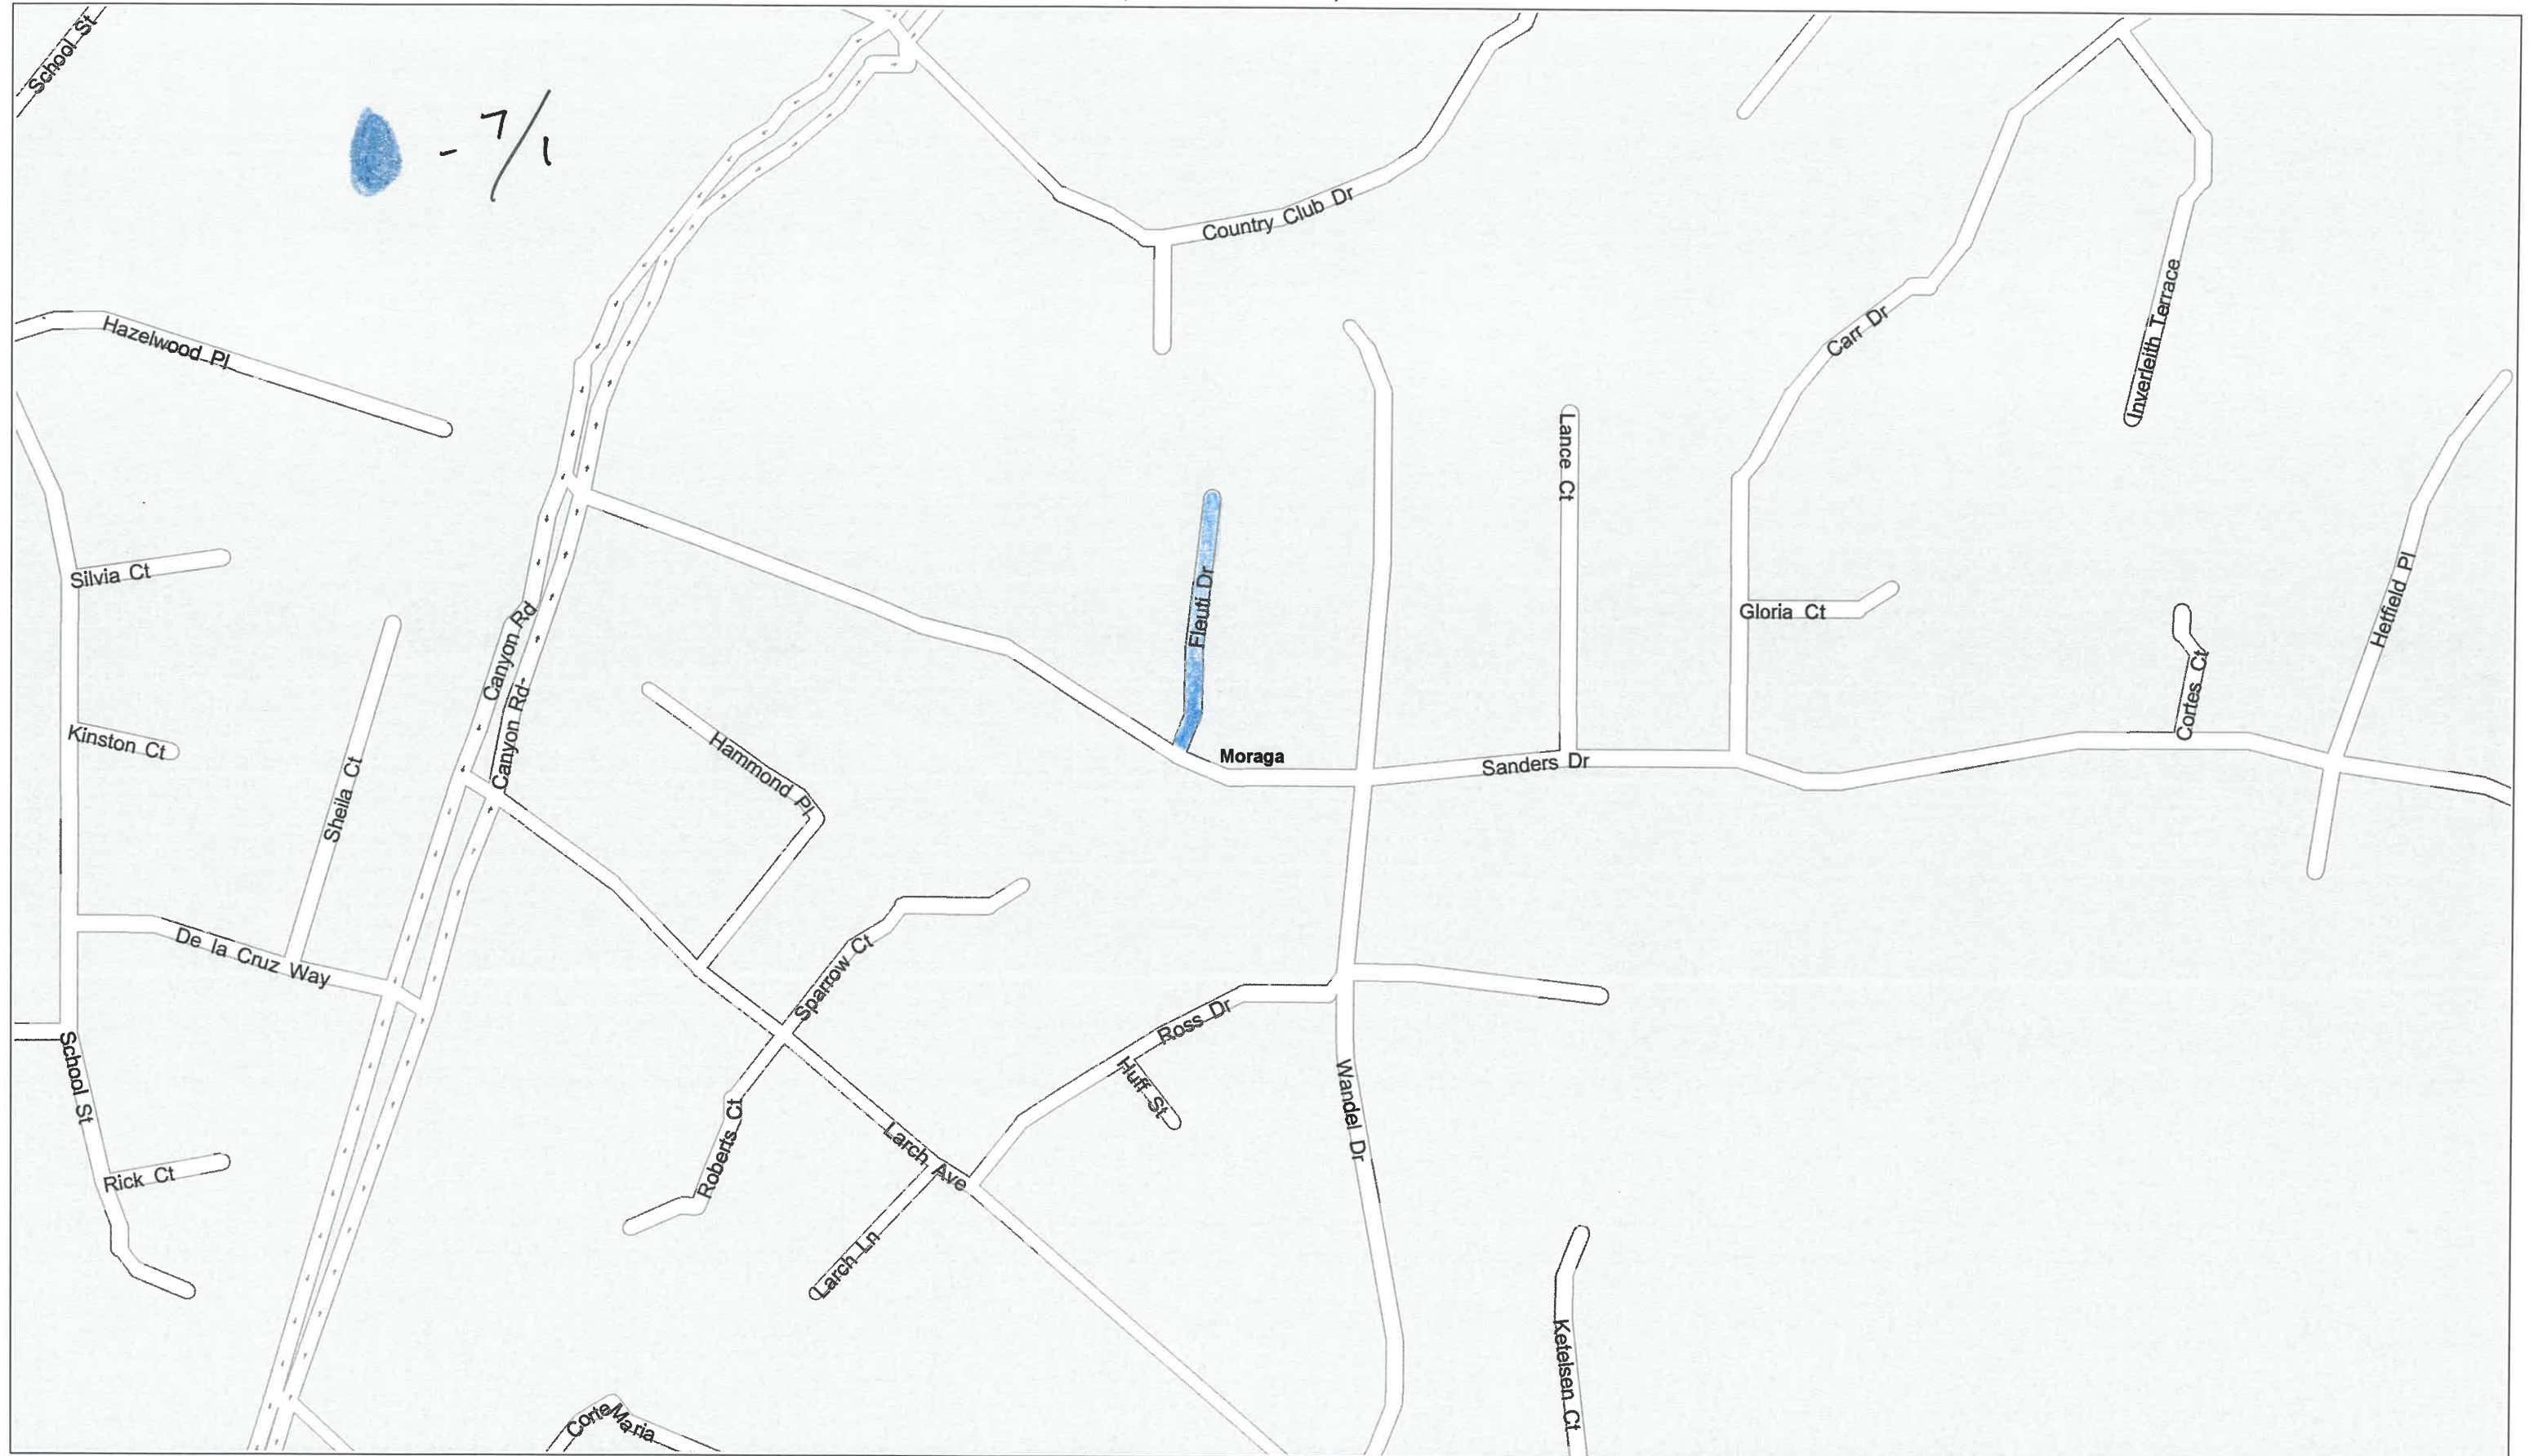 School St
- 7/1
Country Club Dr
Hazelwood Pl
Carr Dr
Inverleith Terrace
Lance Ct
Silvia Ct
Fleuti Dr
Gloria Ct
Hetfield Pl
Canyon Rd
Canyon Rd
Cortes Ct
Kinston Ct
Hammond Pl
Moraga
Sanders Dr
Sheila Ct
De la Cruz Way
Sparrow Ct
Ross Dr
School St
Huff St
Wandel Dr
Roberts Ct
Larch Ave
Rick Ct
Larch Ln
Ketelsen Ct
Corte Maria